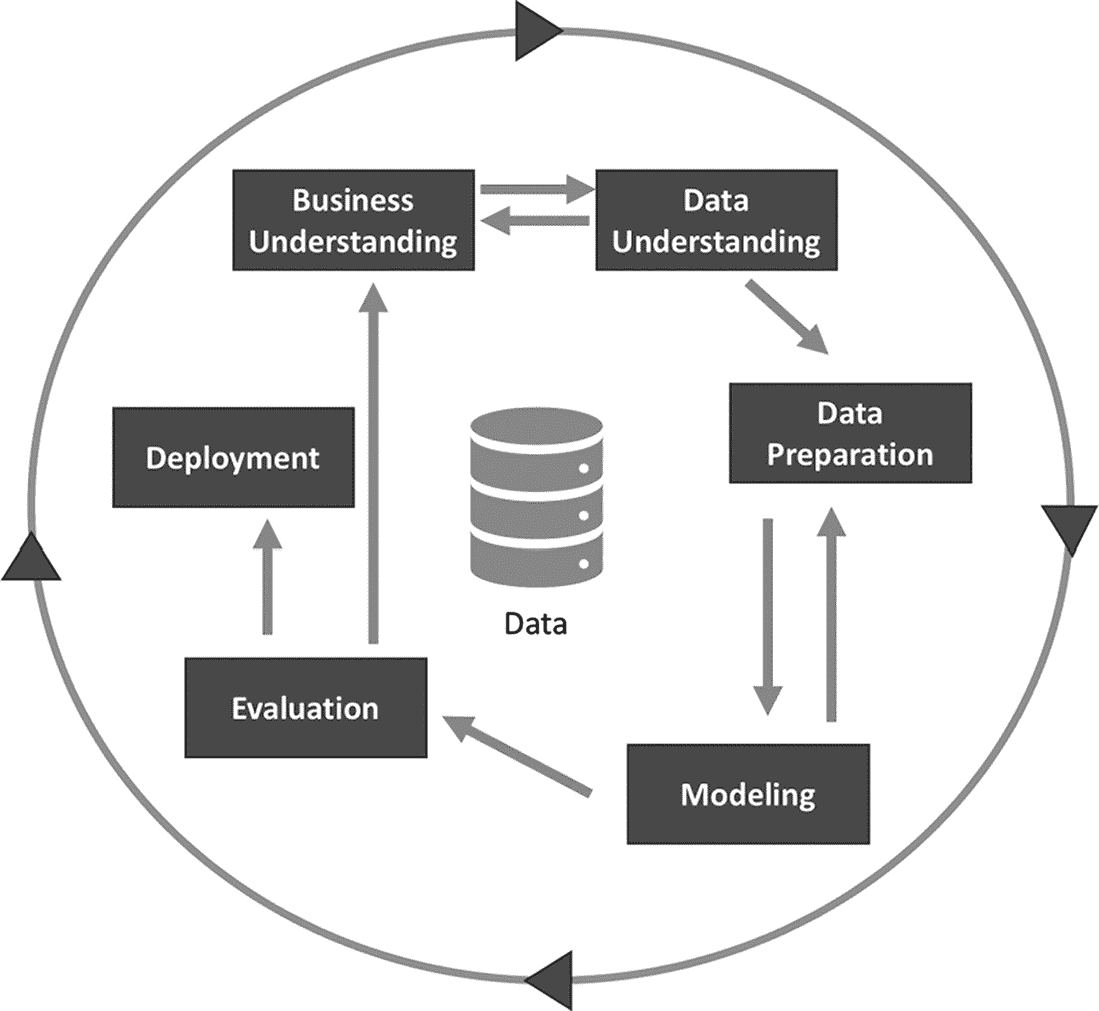 Business
Understanding
Data
Understanding
Data
Preparation
Deployment
Data
Evaluation
Modeling